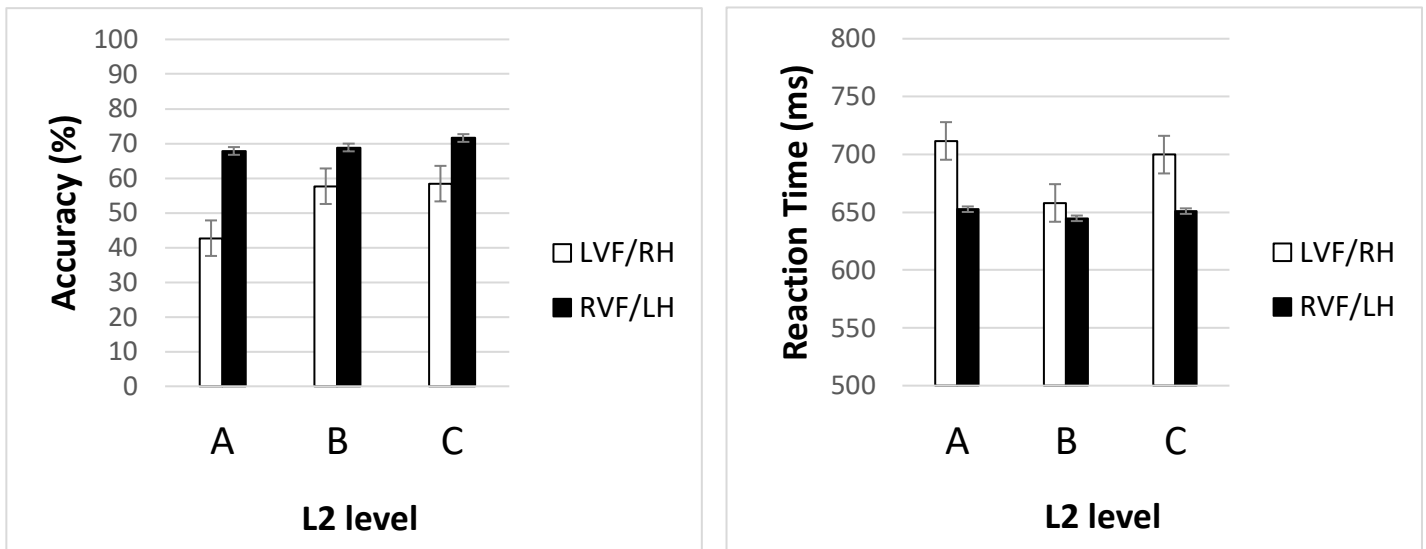 Accuracy (%)
100
90
80
70
60
50
40
30
20
10
0
A B C
L2 level
LVF/RH
RVF/LH
Reaction Time (ms)
800
750
700
650
600
550
500
A B C
L2 level
LVF/RH
RVF/LH